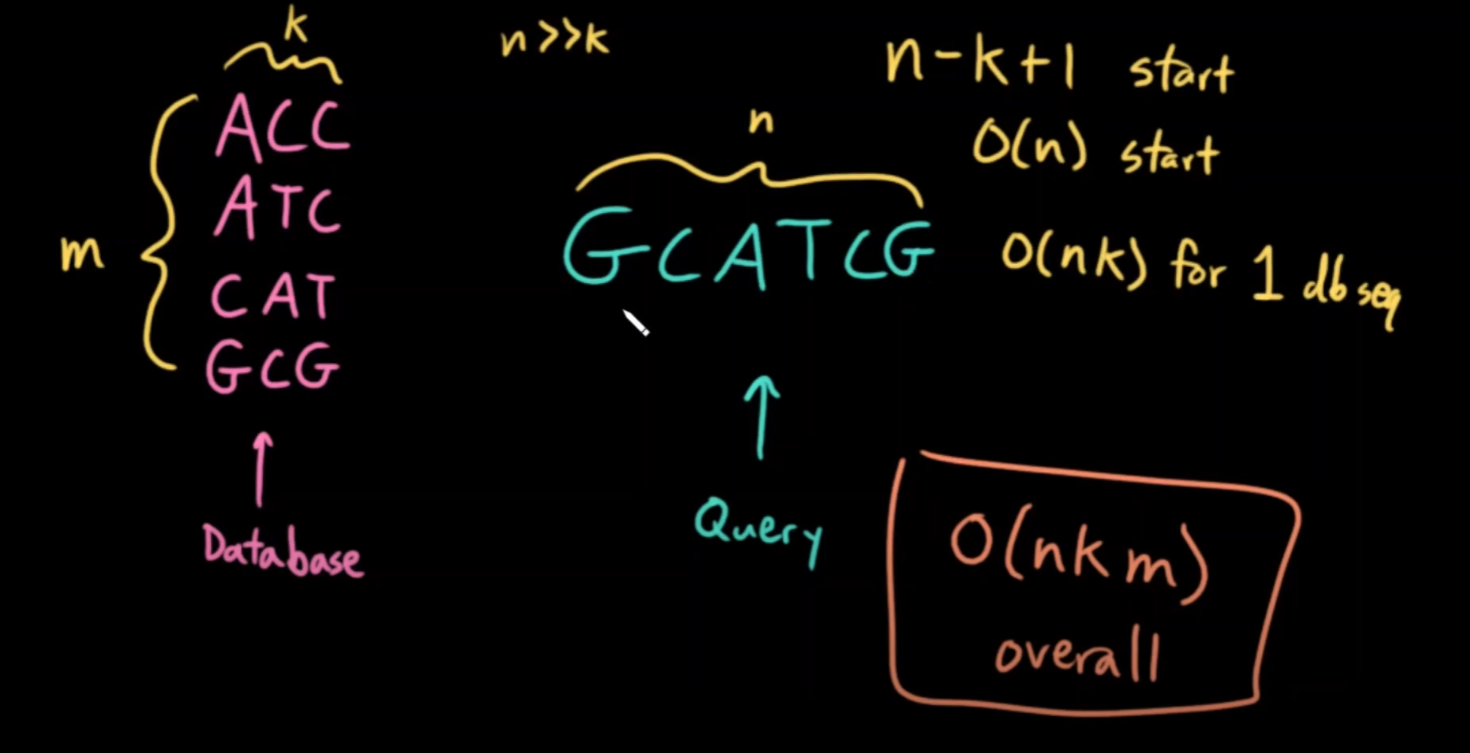 k
n>>k
n-k+1 start
O(n) start
n
m
ACC
ATC
CAT
GCG
GCATCG
O(nk) for 1 db seq
Database
Query
O(nkm)
overall